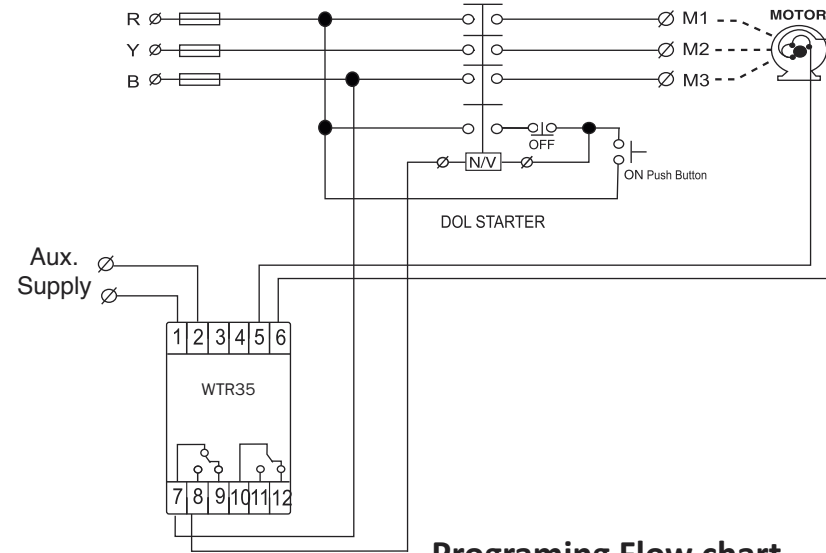 R M1 MOTOR
Y M2
B M3
OFF
N/V
ON Push Button
DOL STARTER
Aux.
Supply
1 2 3 4 5 6
WTR35
7 8 9 10 11 12
Programing Flow chart